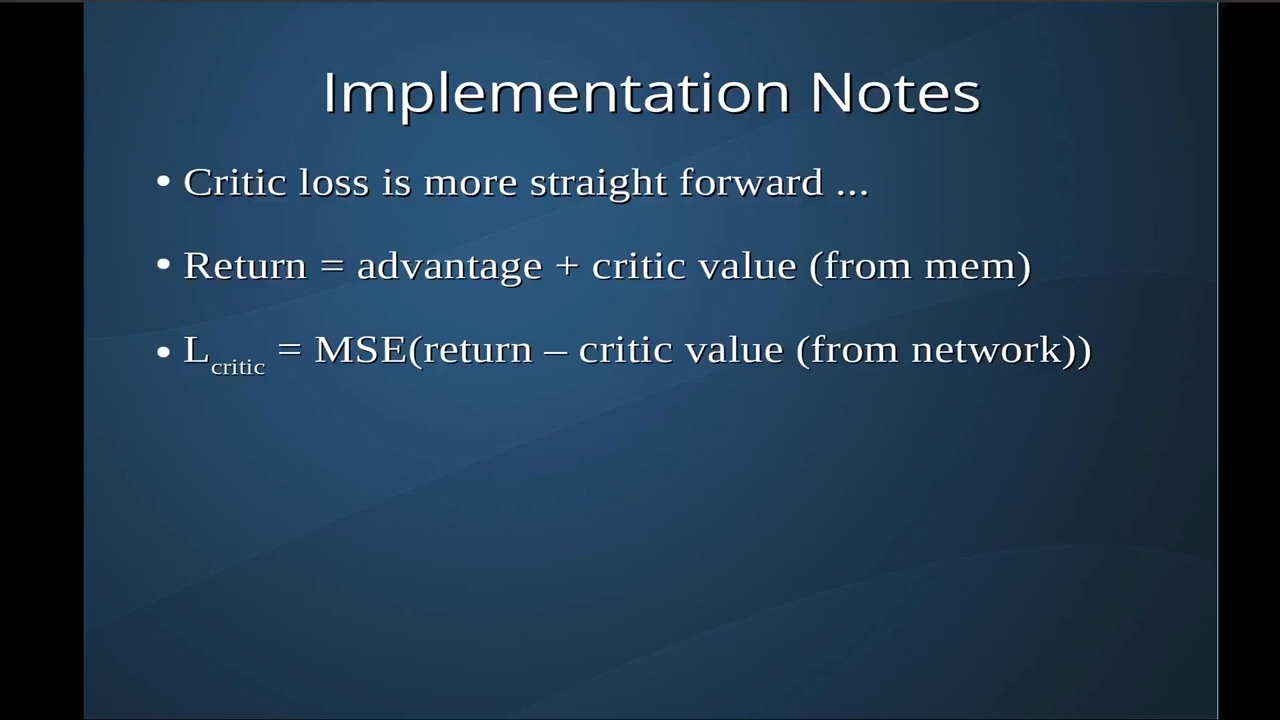 Implementation Notes
• Critic loss is more straight forward ...
• Return = advantage + critic value (from mem)
• L_critic = MSE(return – critic value (from network))